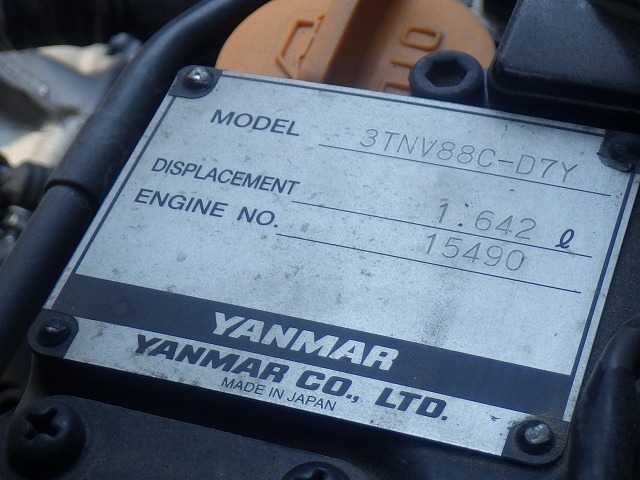 MODEL 3TNV88C-D7Y
DISPLACEMENT 1.642 ℓ
ENGINE NO. 15490
YANMAR
YANMAR CO., LTD.
MADE IN JAPAN